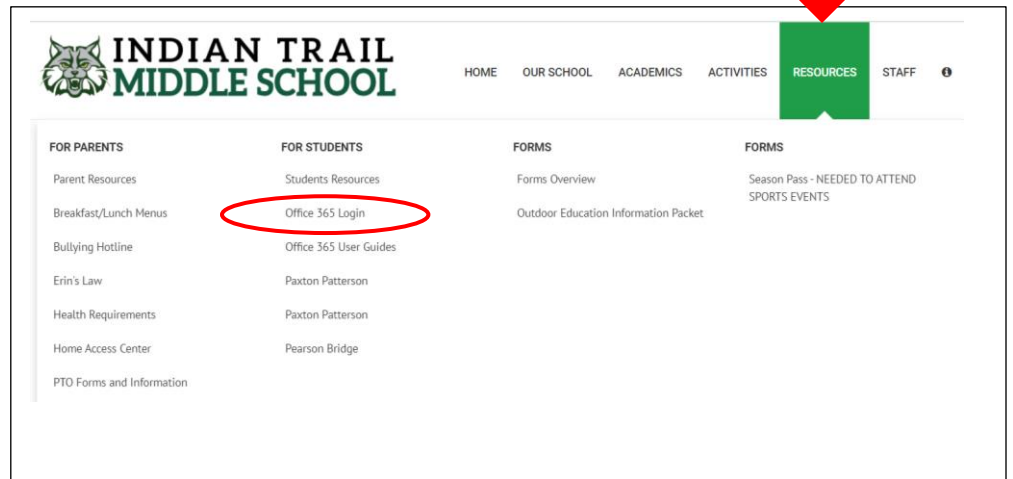 INDIAN TRAIL
MIDDLE SCHOOL
HOME OUR SCHOOL ACADEMICS ACTIVITIES RESOURCES STAFF
FOR PARENTS
Parent Resources
Breakfast/Lunch Menus
Bullying Hotline
Erin's Law
Health Requirements
Home Access Center
PTO Forms and Information
FOR STUDENTS
Students Resources
Office 365 Login
Office 365 User Guides
Paxton Patterson
Paxton Patterson
Pearson Bridge
FORMS
Forms Overview
Outdoor Education Information Packet
FORMS
Season Pass - NEEDED TO ATTEND
SPORTS EVENTS